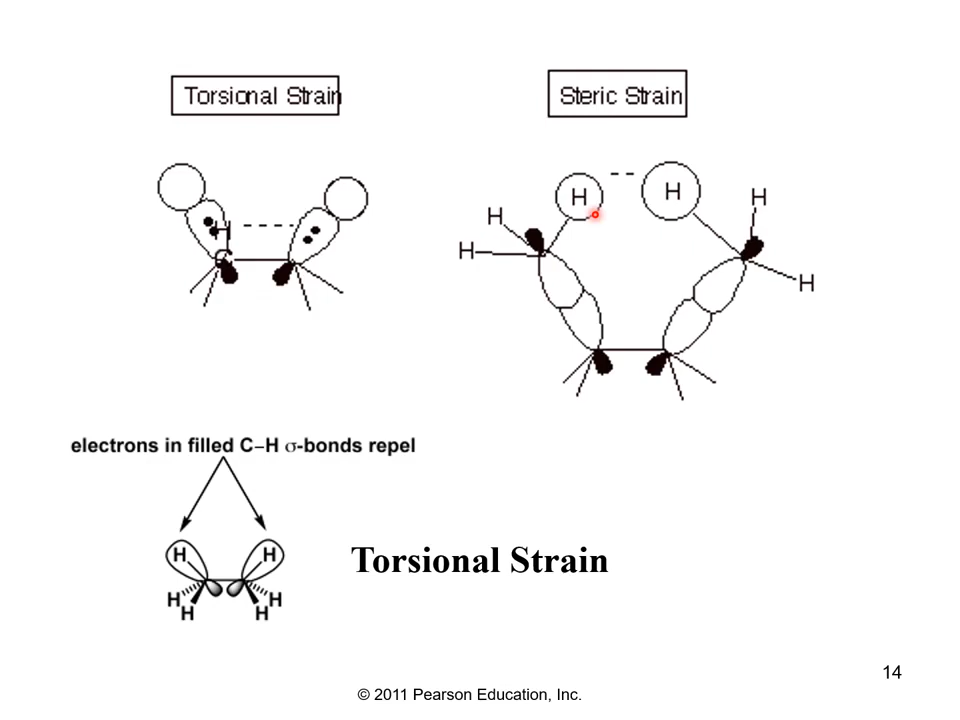 Torsional Strain
Steric Strain
H
C
H
H
H
H
H
H
electrons in filled C–H σ-bonds repel
H
H
H
H
H
H
Torsional Strain
14
© 2011 Pearson Education, Inc.